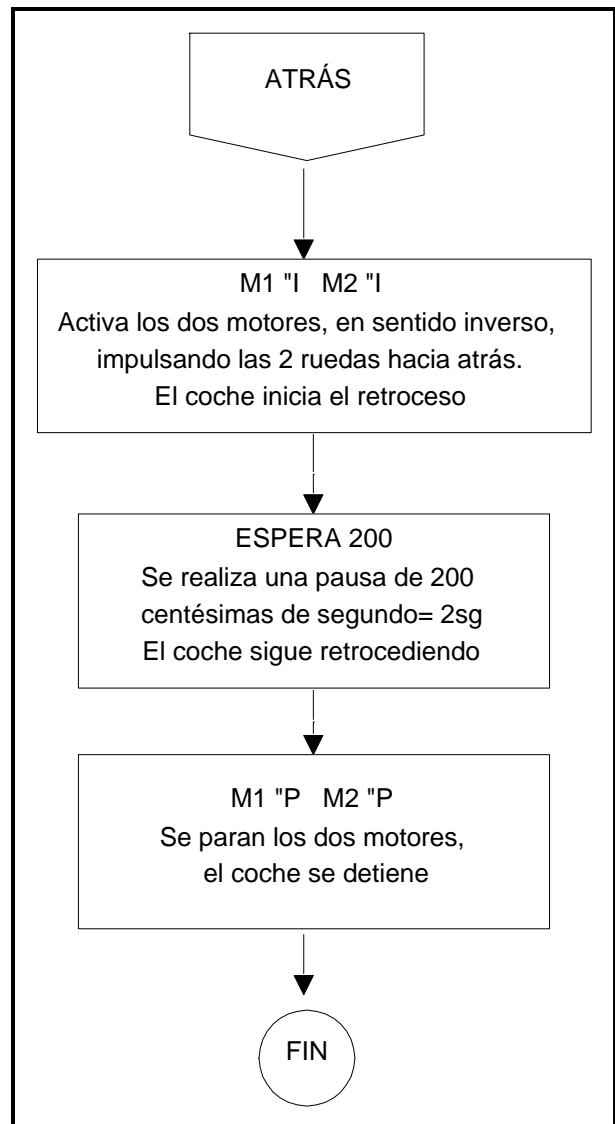 ATRÁS
M1 "I   M2 "I
Activa los dos motores, en sentido inverso,
impulsando las 2 ruedas hacia atrás.
El coche inicia el retroceso
ESPERA 200
Se realiza una pausa de 200
centésimas de segundo= 2sg
El coche sigue retrocediendo
M1 "P   M2 "P
Se paran los dos motores,
el coche se detiene
FIN